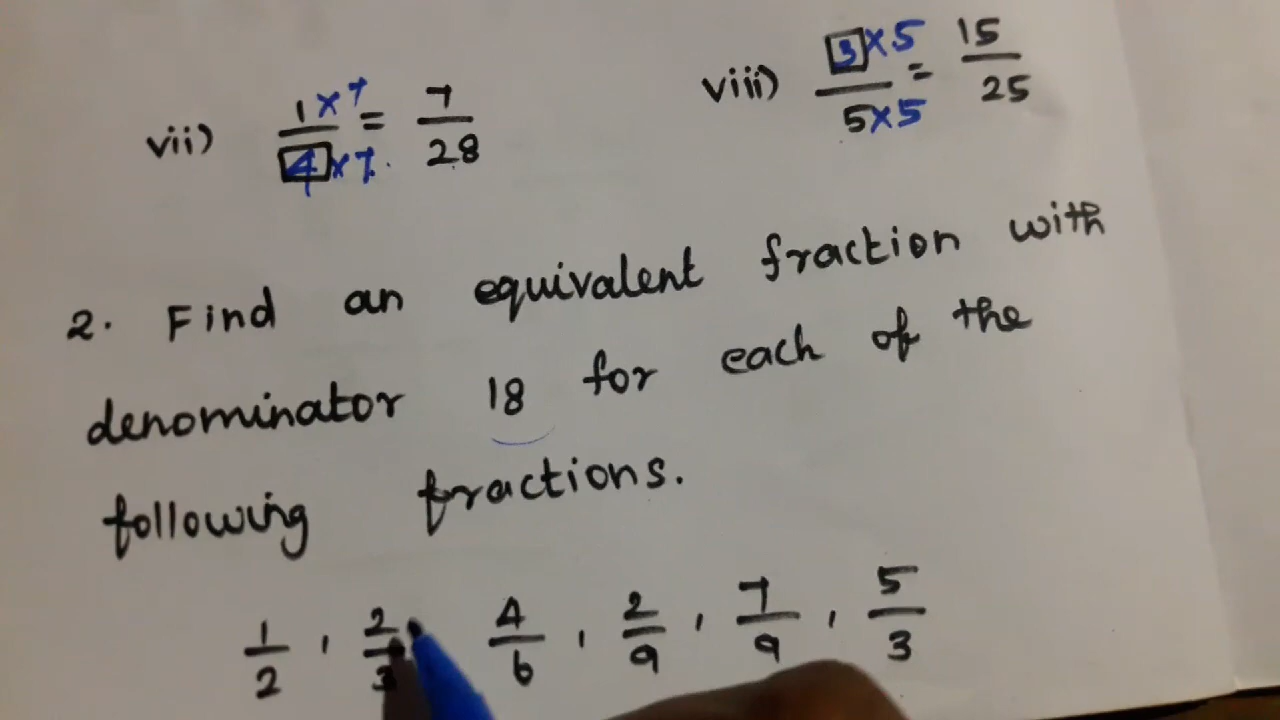 vii) 1×7/4×7 = 7/28
viii) 3×5/5×5 = 15/25
2. Find an equivalent fraction with
denominator 18 for each of the
following fractions.
1/2 , 2/3 4/6 , 2/9 , 7/9 , 5/3